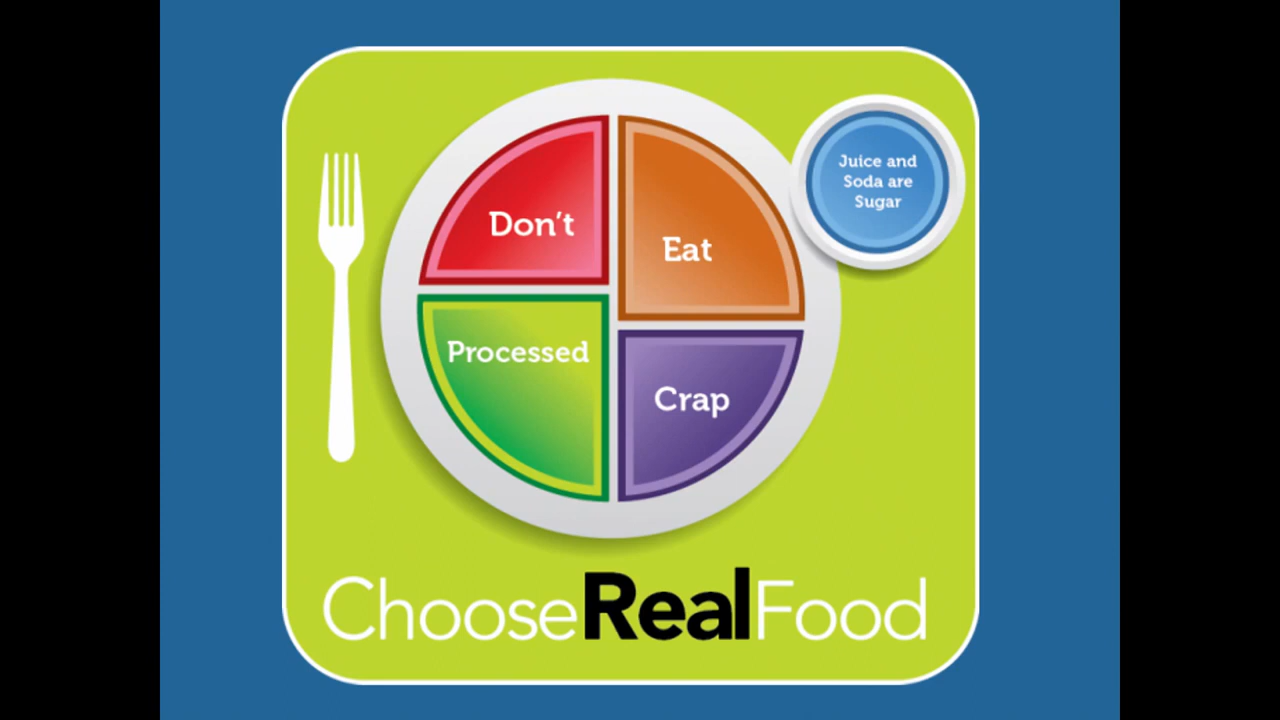 Don't
Eat
Processed
Crap
Juice and
Soda are
Sugar
ChooseRealFood